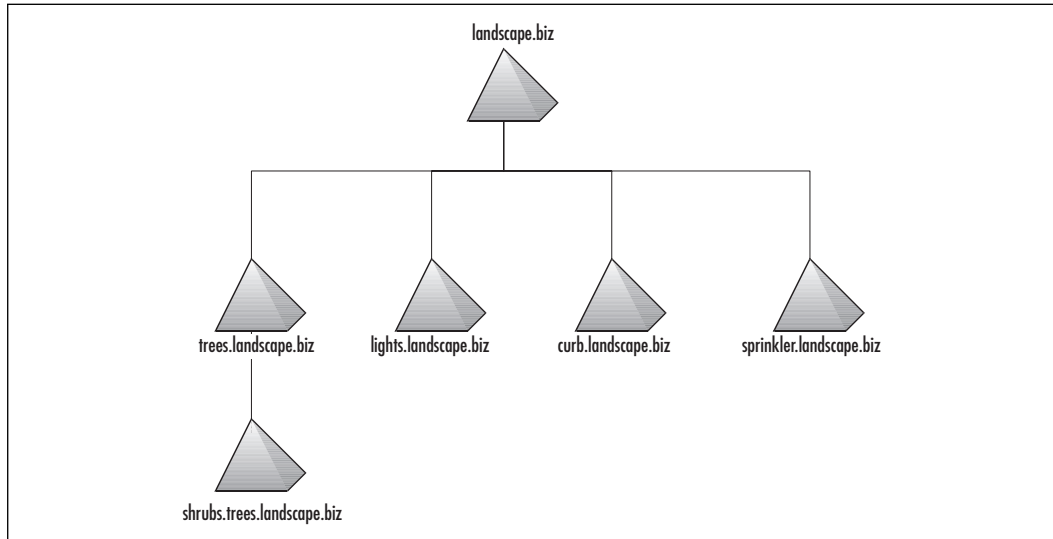 landscape.biz
trees.landscape.biz
lights.landscape.biz
curb.landscape.biz
sprinkler.landscape.biz
shrubs.trees.landscape.biz